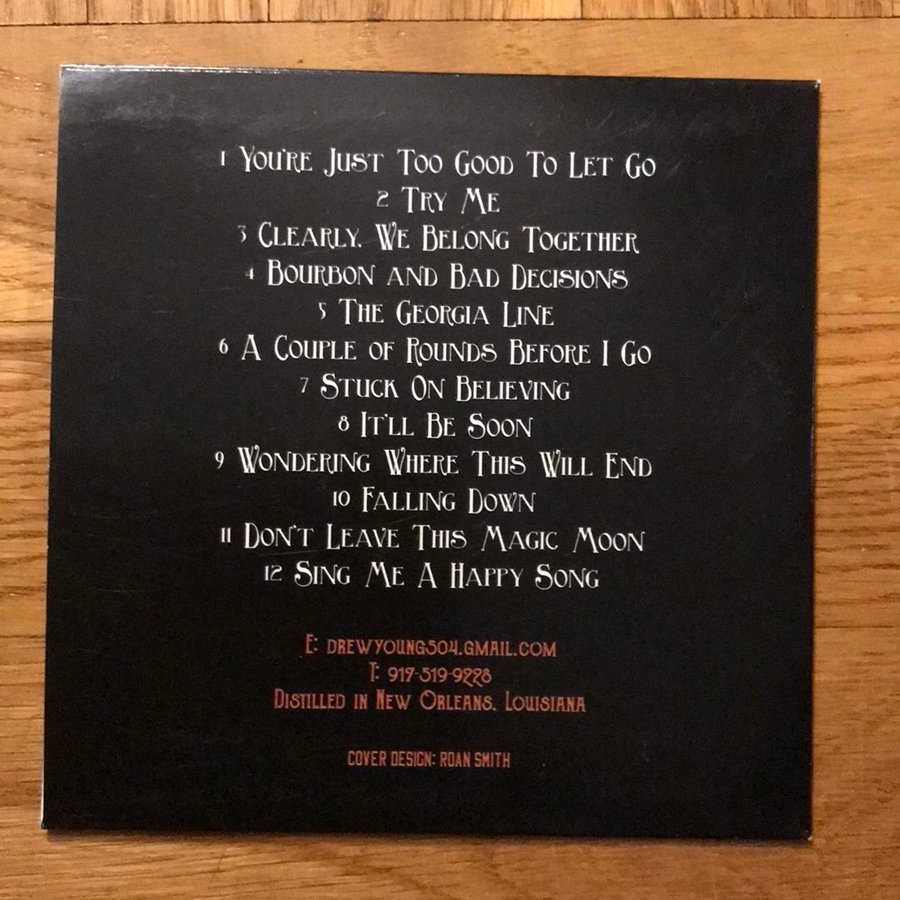 1 You're Just Too Good To Let Go
2 Try Me
3 Clearly, We Belong Together
4 Bourbon and Bad Decisions
5 The Georgia Line
6 A Couple of Rounds Before I Go
7 Stuck On Believing
8 It'll Be Soon
9 Wondering Where This Will End
10 Falling Down
11 Don't Leave This Magic Moon
12 Sing Me A Happy Song
E: drewyoung504.gmail.com
T: 917-519-9228
Distilled in New Orleans, Louisiana
COVER DESIGN: ROAN SMITH